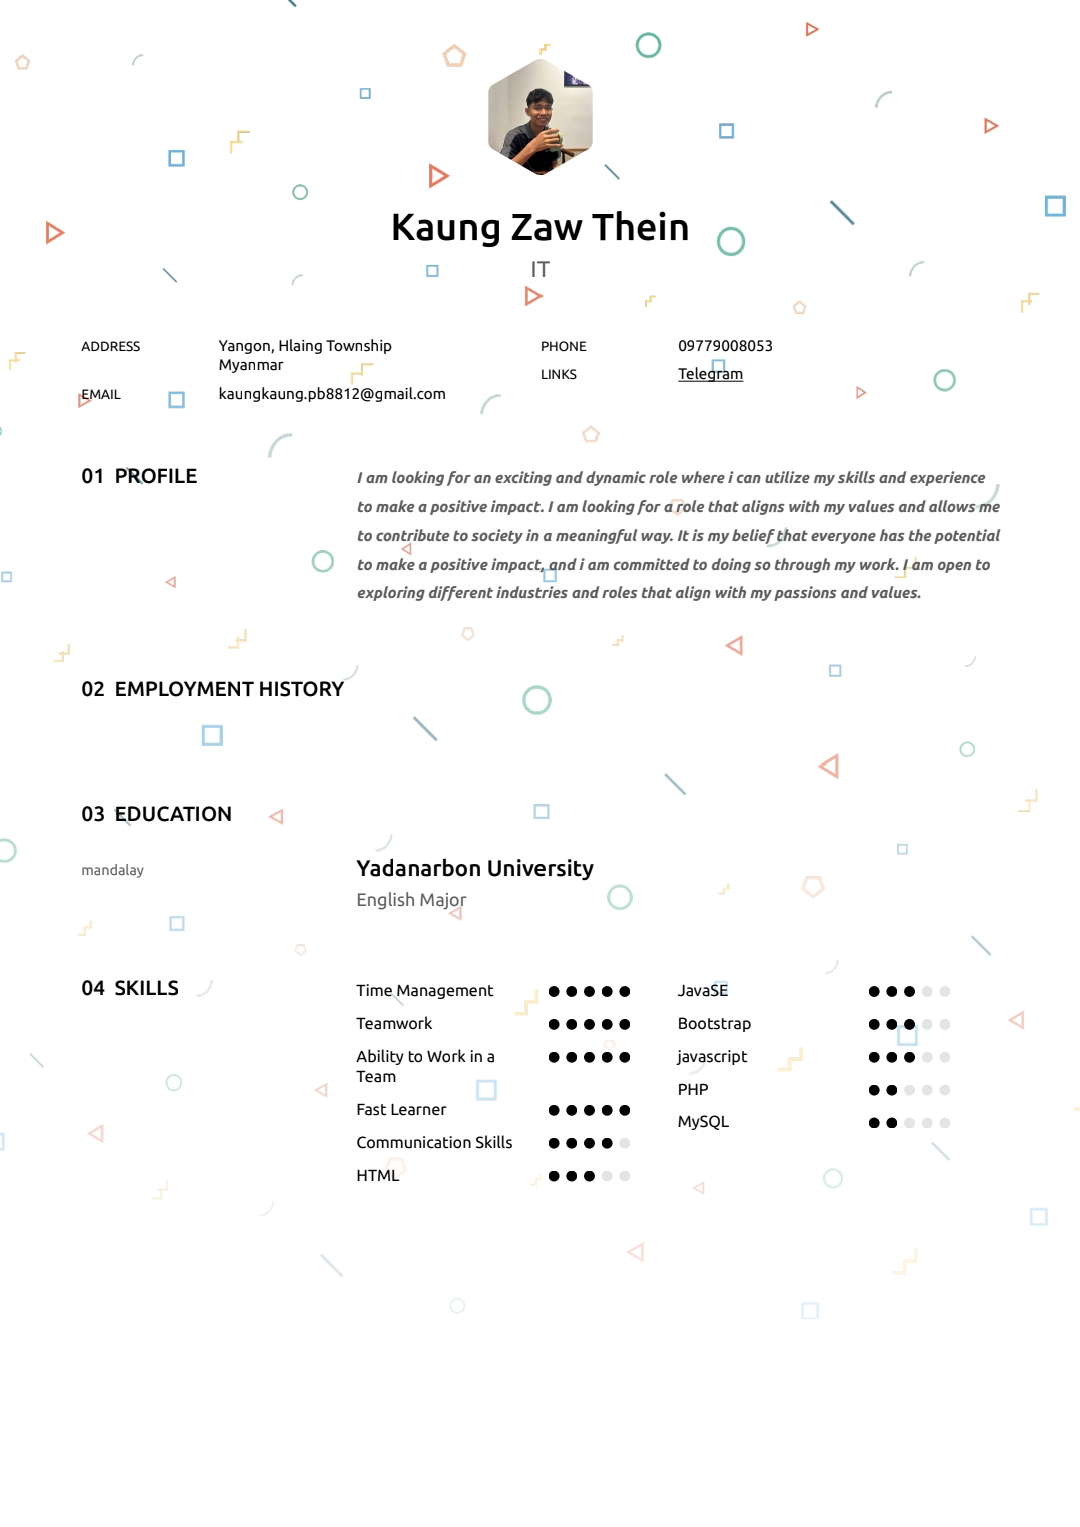 Kaung Zaw Thein
IT
ADDRESS
Yangon, Hlaing Township
Myanmar
EMAIL
kaungkaung.pb8812@gmail.com
PHONE
09779008053
LINKS
Telegram
01 PROFILE
I am looking for an exciting and dynamic role where i can utilize my skills and experience
to make a positive impact. I am looking for a role that aligns with my values and allows me
to contribute to society in a meaningful way. It is my belief that everyone has the potential
to make a positive impact, and i am committed to doing so through my work. I am open to
exploring different industries and roles that align with my passions and values.
02 EMPLOYMENT HISTORY
03 EDUCATION
mandalay
Yadanarbon University
English Major
04 SKILLS
Time Management
Teamwork
Ability to Work in a
Team
Fast Learner
Communication Skills
HTML
JavaSE
Bootstrap
javascript
PHP
MySQL